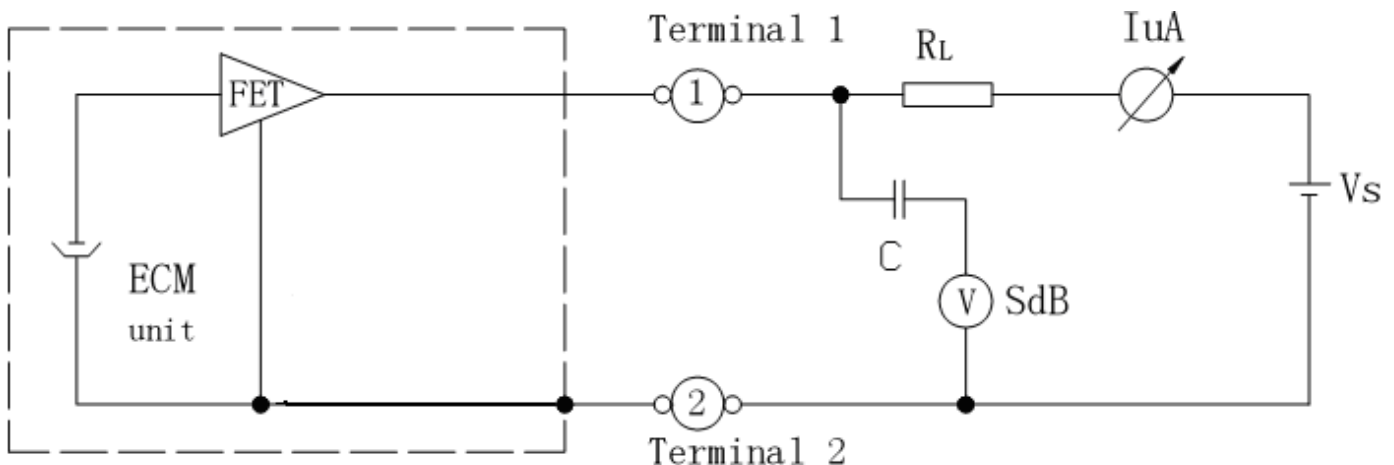 Terminal 1
RL
IuA
FET
1
Vs
C
ECM
unit
V
SdB
2
Terminal 2